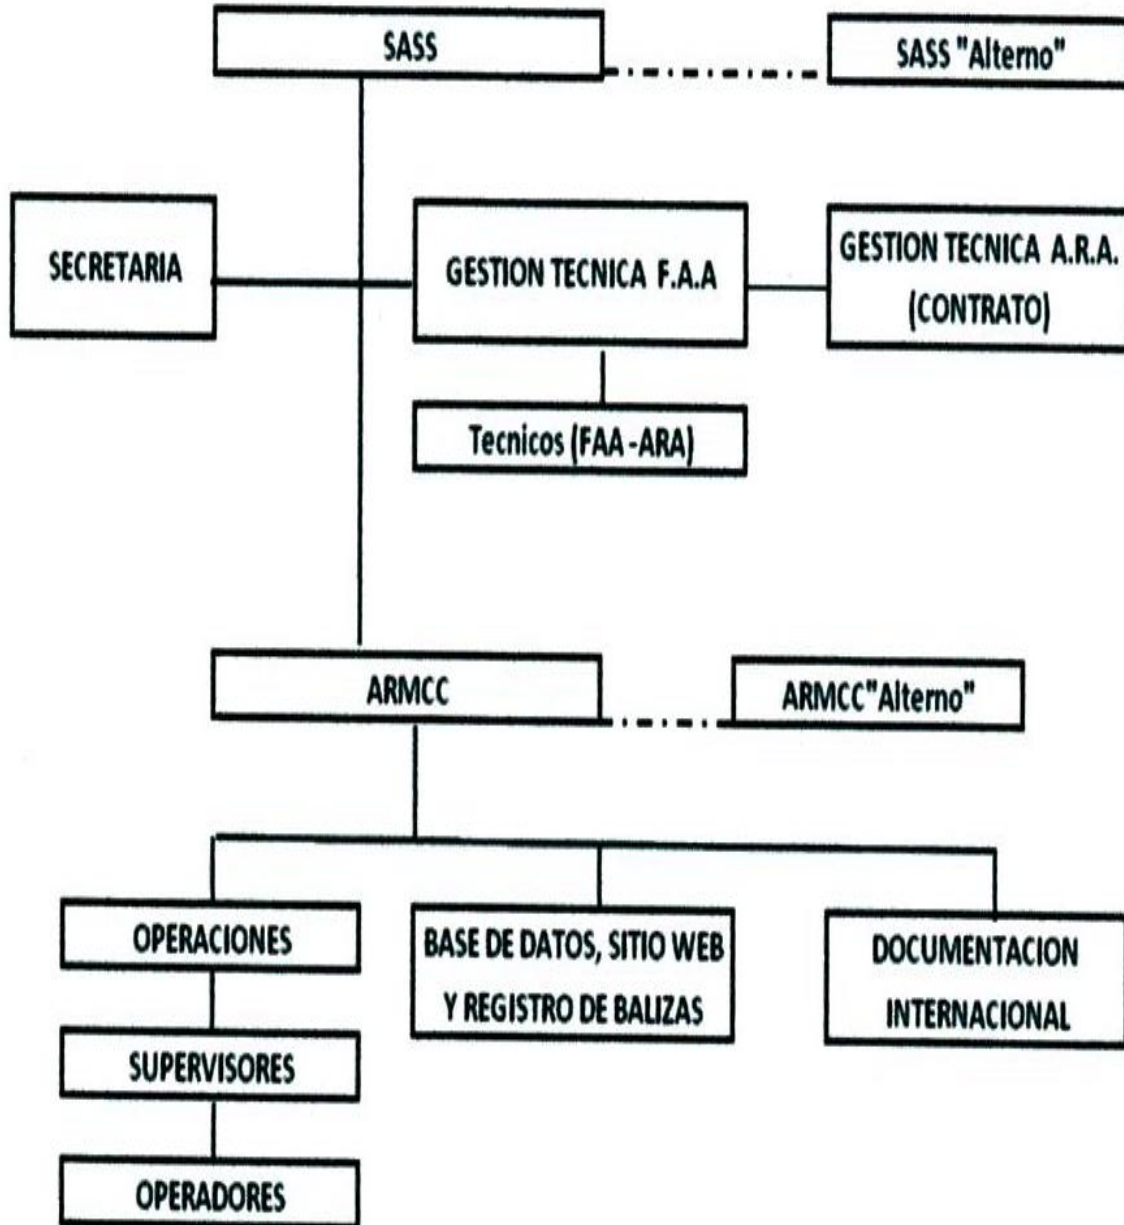 SASS
SASS "Alterno"
SECRETARIA
GESTION TECNICA F.A.A
GESTION TECNICA A.R.A.
(CONTRATO)
Tecnicos (FAA -ARA)
ARMCC
ARMCC"Alterno"
OPERACIONES
BASE DE DATOS, SITIO WEB
Y REGISTRO DE BALIZAS
DOCUMENTACION
INTERNACIONAL
SUPERVISORES
OPERADORES